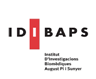 IDIBAPS
Institut
D'Investigacions
Biomèdiques
August Pi i Sunyer